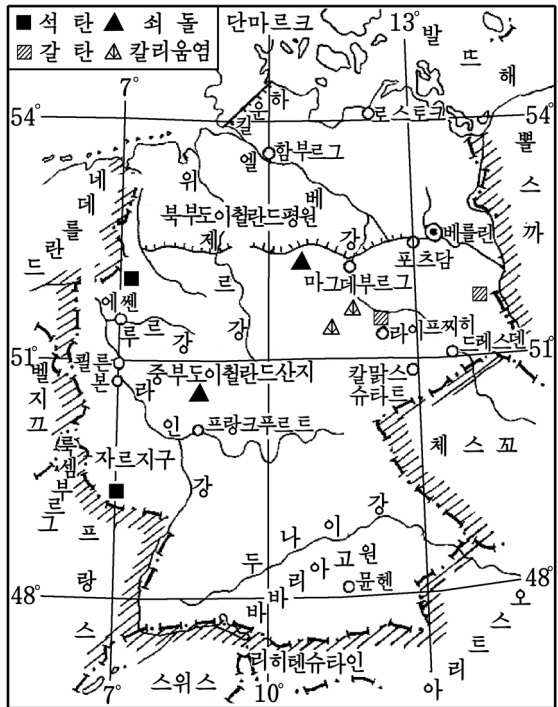 ■ 석 탄 ▲ 쇠 돌
갈 탄 칼리움염
단마르크
13°
발뜨해
7°
54°
54°
킬운하
로스토크
엘베강
함부르그
뽈스까
네데를란드
위제르강
북부도이췰란드평원
베를린
포츠담
마그데부르그
에쎈
루르강
라이프찌히
드레스덴
51°
51°
쾰른
본
중부도이췰란드산지
칼맑스
슈타트
벨지끄
라인강
프랑크푸르트
체스꼬
룩셈부르그
자르지구
프랑스
두나이강
바바리아고원
뮨헨
48°
48°
오스트리아
리히텐슈타인
스위스
7°
10°